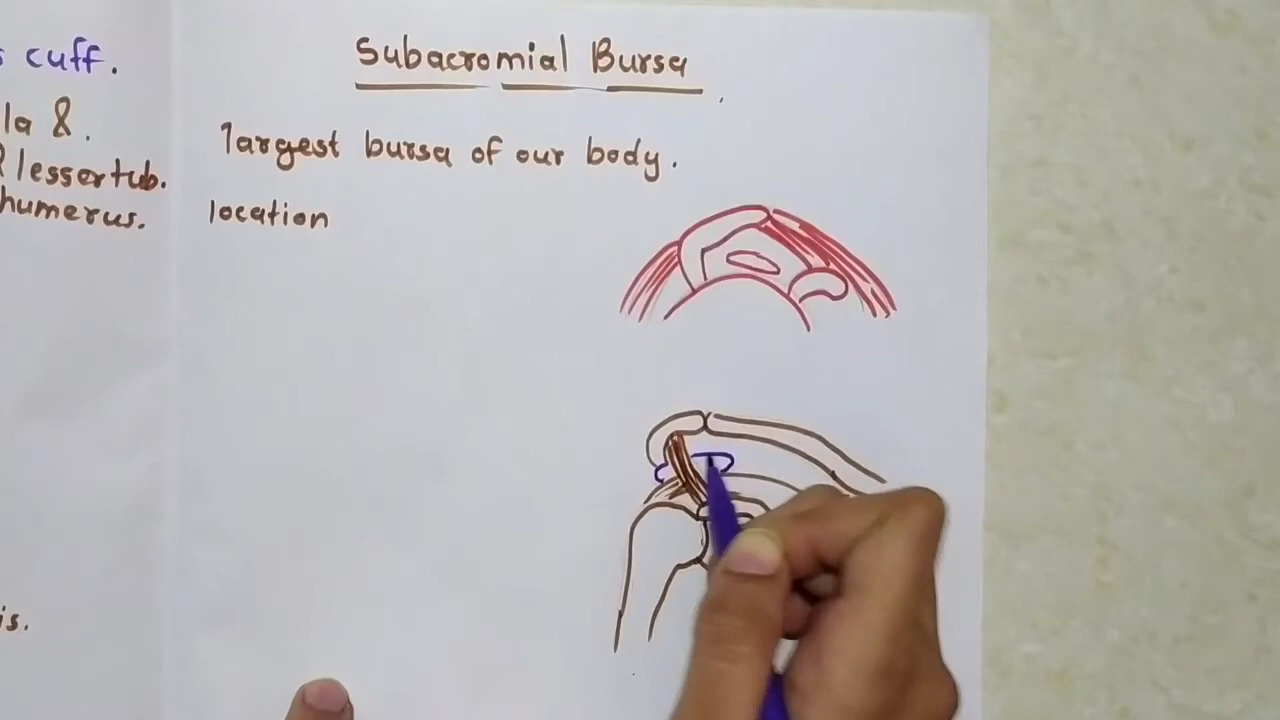 cuff.
la &.
lessertub.
humerus.
is.
Subacromial Bursa
largest bursa of our body.
location